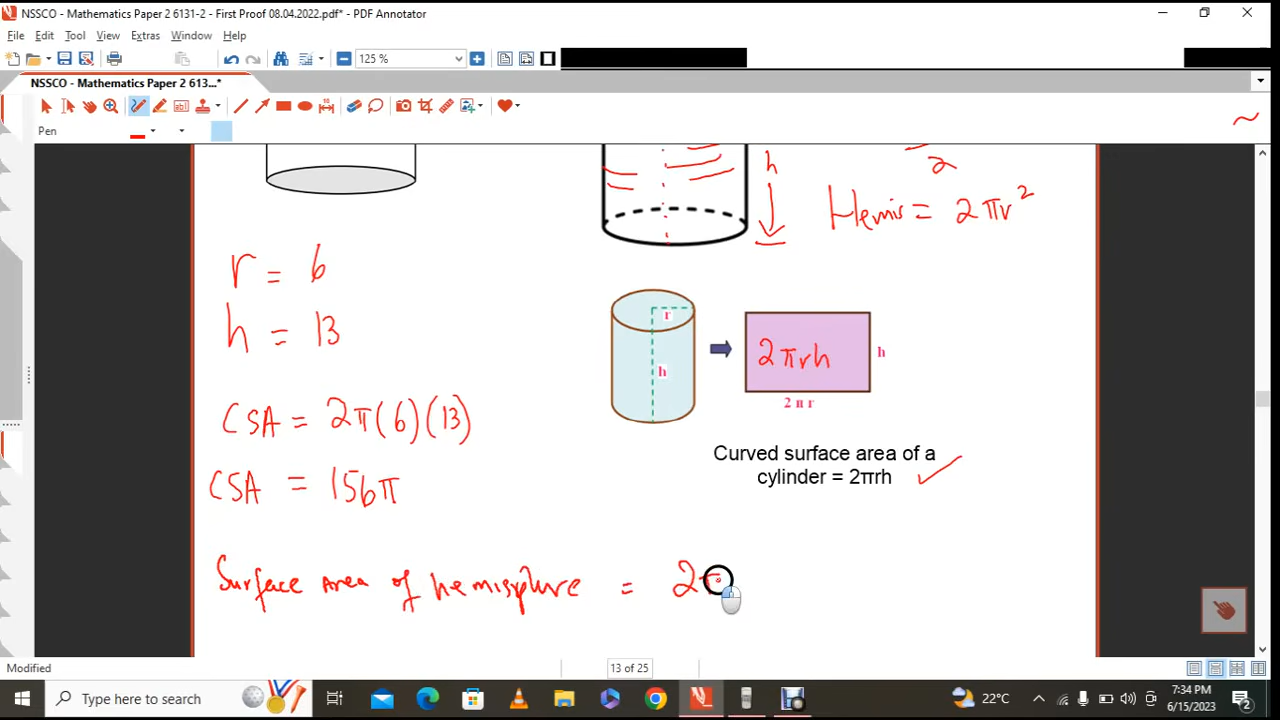 NSSCO - Mathematics Paper 2 6131-2 - First Proof 08.04.2022.pdf* - PDF Annotator
File Edit Tool View Extras Window Help
125 %
NSSCO - Mathematics Paper 2 613...*
Pen
h
2
Hemis = 2πr²
r = 6
h = 13
r
h
2πrh
h
2 π r
CSA = 2π(6)(13)
Curved surface area of a
cylinder = 2πrh
CSA = 156π
Surface Area of hemisphere = 2π
Modified
13 of 25
Type here to search
22°C
7:34 PM
6/15/2023
2